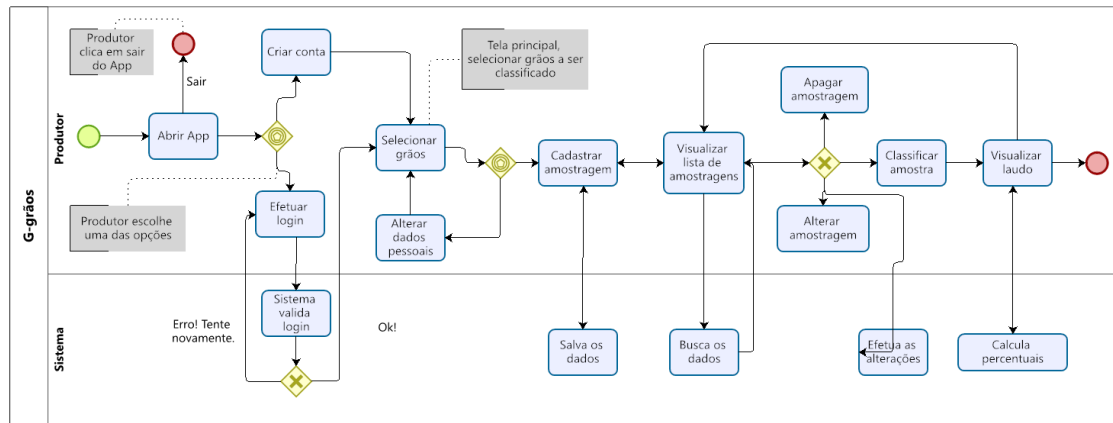 G-grãos
Produtor
Sistema
Produtor
clica em sair
do App
Sair
Abrir App
Criar conta
Produtor escolhe
uma das opções
Efetuar
login
Tela principal,
selecionar grãos a ser
classificado
Selecionar
grãos
Alterar
dados
pessoais
Cadastrar
amostragem
Visualizar
lista de
amostragens
Apagar
amostragem
Alterar
amostragem
Classificar
amostra
Visualizar
laudo
Sistema
valida
login
Erro! Tente
novamente.
Ok!
Salva os
dados
Busca os
dados
Efetua as
alterações
Calcula
percentuais